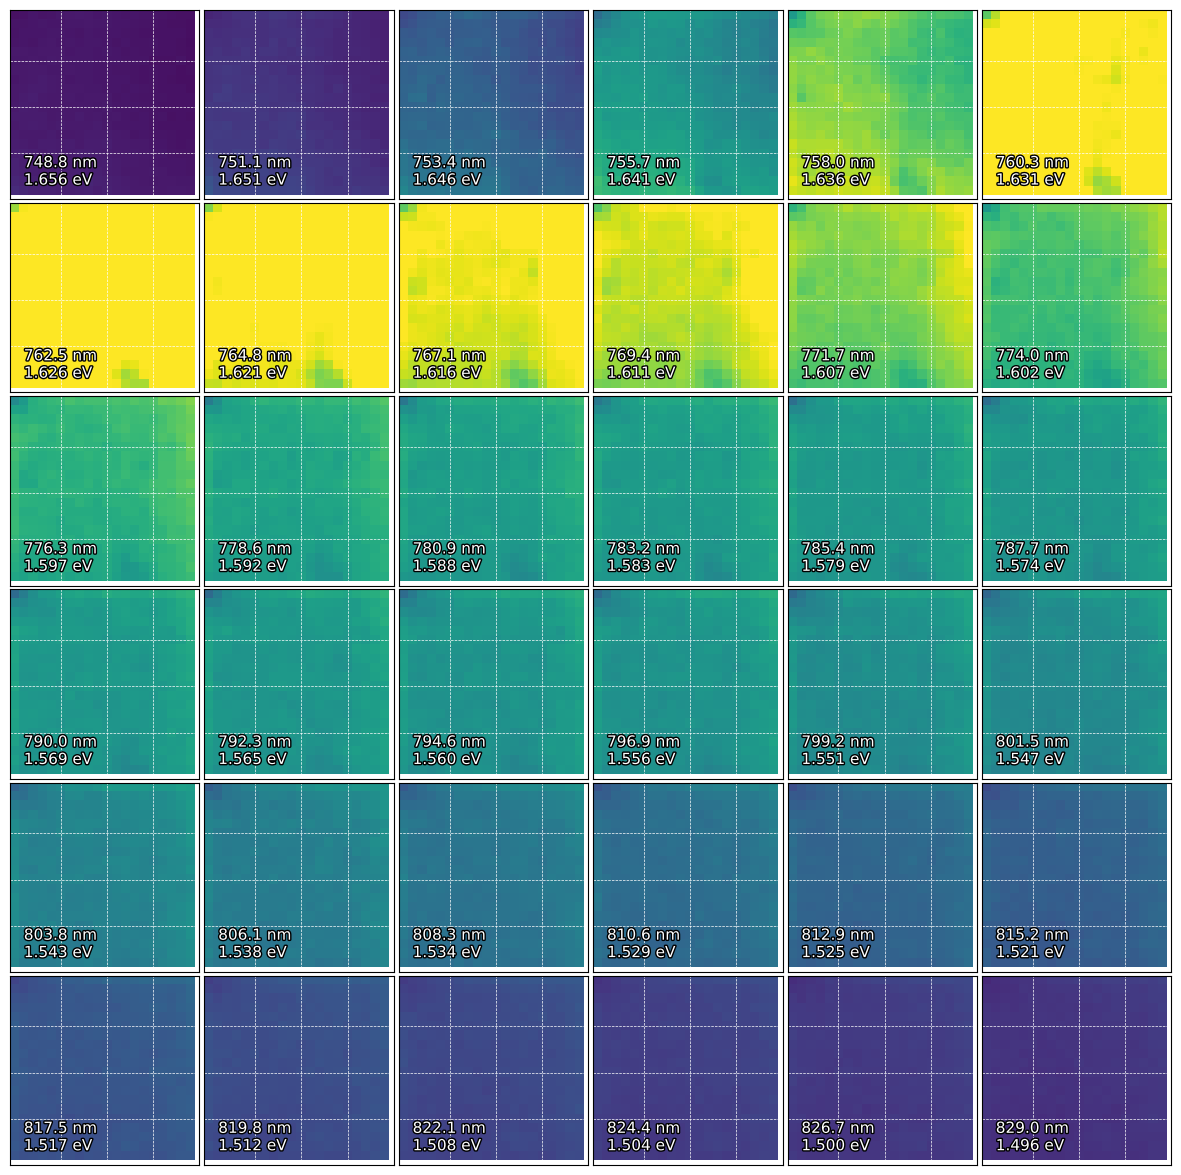 748.8 nm
1.656 eV
751.1 nm
1.651 eV
753.4 nm
1.646 eV
755.7 nm
1.641 eV
758.0 nm
1.636 eV
760.3 nm
1.631 eV
762.5 nm
1.626 eV
764.8 nm
1.621 eV
767.1 nm
1.616 eV
769.4 nm
1.611 eV
771.7 nm
1.607 eV
774.0 nm
1.602 eV
776.3 nm
1.597 eV
778.6 nm
1.592 eV
780.9 nm
1.588 eV
783.2 nm
1.583 eV
785.4 nm
1.579 eV
787.7 nm
1.574 eV
790.0 nm
1.569 eV
792.3 nm
1.565 eV
794.6 nm
1.560 eV
796.9 nm
1.556 eV
799.2 nm
1.551 eV
801.5 nm
1.547 eV
803.8 nm
1.543 eV
806.1 nm
1.538 eV
808.3 nm
1.534 eV
810.6 nm
1.529 eV
812.9 nm
1.525 eV
815.2 nm
1.521 eV
817.5 nm
1.517 eV
819.8 nm
1.512 eV
822.1 nm
1.508 eV
824.4 nm
1.504 eV
826.7 nm
1.500 eV
829.0 nm
1.496 eV